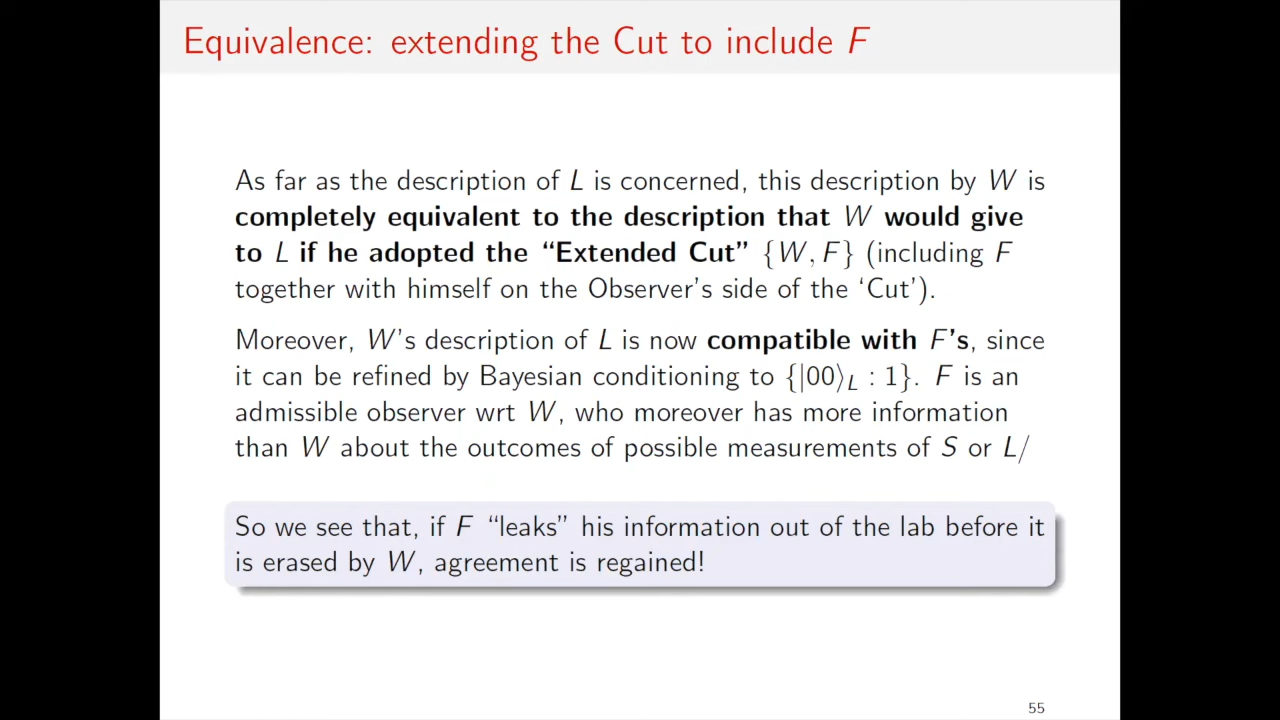 Equivalence: extending the Cut to include F
As far as the description of L is concerned, this description by W is
completely equivalent to the description that W would give
to L if he adopted the “Extended Cut” {W, F} (including F
together with himself on the Observer's side of the ‘Cut’).
Moreover, W's description of L is now compatible with F's, since
it can be refined by Bayesian conditioning to {|00⟩L : 1}. F is an
admissible observer wrt W, who moreover has more information
than W about the outcomes of possible measurements of S or L/
So we see that, if F “leaks” his information out of the lab before it
is erased by W, agreement is regained!
55